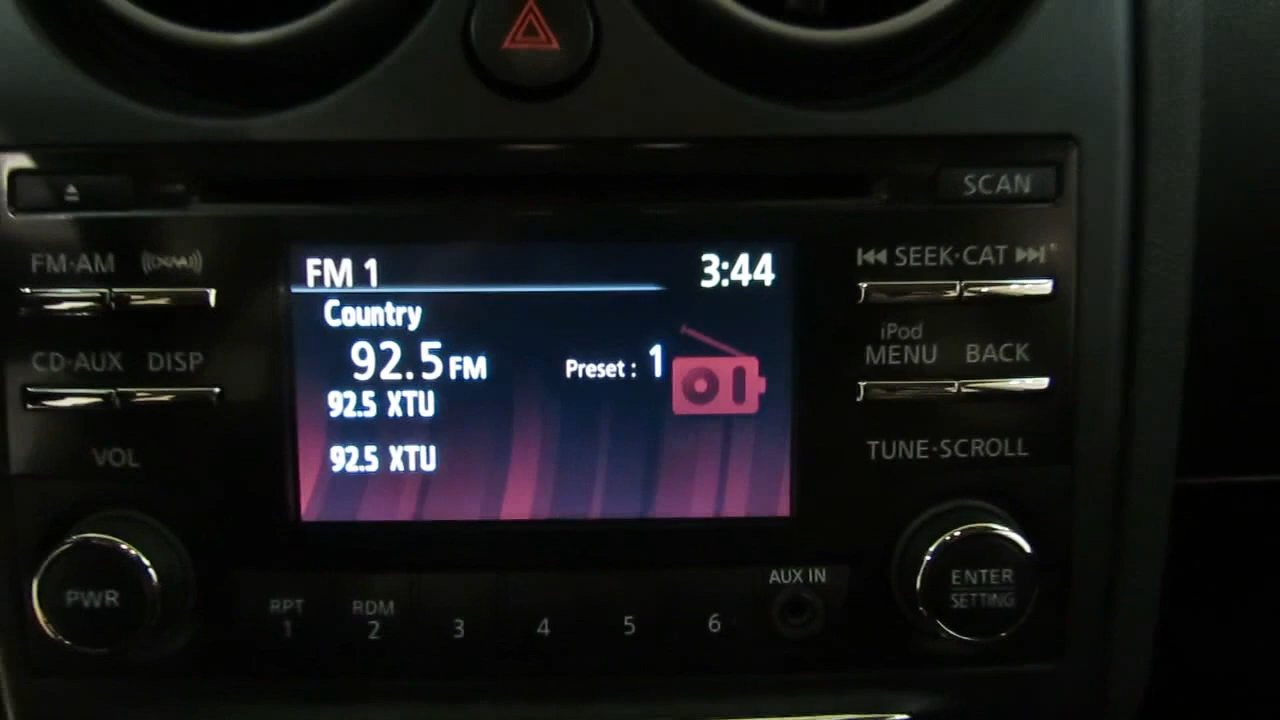 SCAN
FM·AM
((XM))
SEEK·CAT
FM 1 3:44
Country
92.5 FM
Preset : 1
92.5 XTU
92.5 XTU
CD·AUX DISP
iPod
MENU BACK
VOL
TUNE·SCROLL
PWR
RPT
1
RDM
2
3
4
5
6
AUX IN
ENTER
SETTING